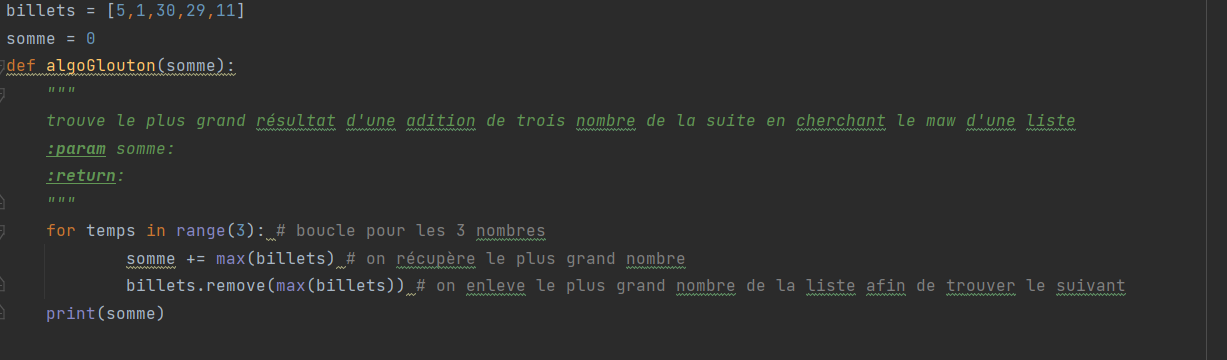 billets = [5,1,30,29,11]
somme = 0
def algoGlouton(somme):
"""
trouve le plus grand résultat d'une adition de trois nombre de la suite en cherchant le maw d'une liste
:param somme:
:return:
"""
for temps in range(3): # boucle pour les 3 nombres
somme += max(billets) # on récupère le plus grand nombre
billets.remove(max(billets)) # on enleve le plus grand nombre de la liste afin de trouver le suivant
print(somme)